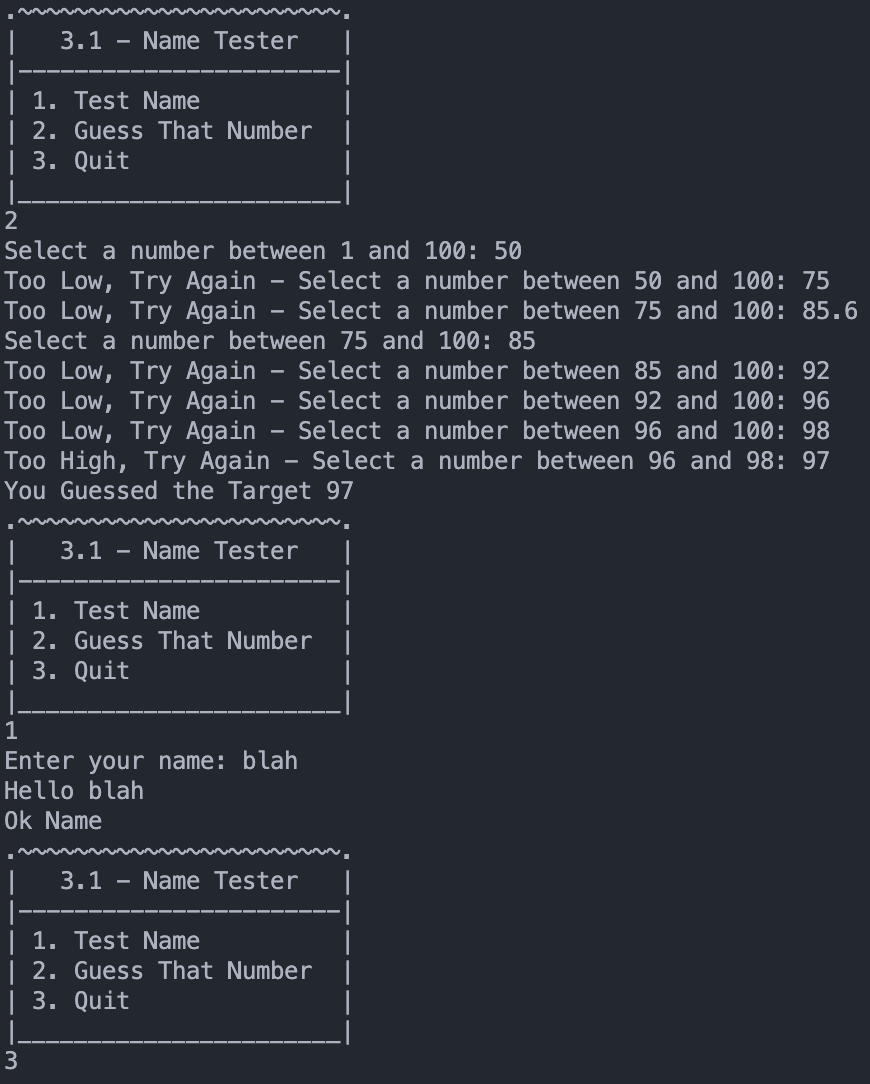 .~~~~~~~~~~~~~~~~~~~~~~~.
|   3.1 - Name Tester   |
|-----------------------|
| 1. Test Name          |
| 2. Guess That Number  |
| 3. Quit               |
|_______________________|
2
Select a number between 1 and 100: 50
Too Low, Try Again - Select a number between 50 and 100: 75
Too Low, Try Again - Select a number between 75 and 100: 85.6
Select a number between 75 and 100: 85
Too Low, Try Again - Select a number between 85 and 100: 92
Too Low, Try Again - Select a number between 92 and 100: 96
Too Low, Try Again - Select a number between 96 and 100: 98
Too High, Try Again - Select a number between 96 and 98: 97
You Guessed the Target 97
.~~~~~~~~~~~~~~~~~~~~~~~.
|   3.1 - Name Tester   |
|-----------------------|
| 1. Test Name          |
| 2. Guess That Number  |
| 3. Quit               |
|_______________________|
1
Enter your name: blah
Hello blah
Ok Name
.~~~~~~~~~~~~~~~~~~~~~~~.
|   3.1 - Name Tester   |
|-----------------------|
| 1. Test Name          |
| 2. Guess That Number  |
| 3. Quit               |
|_______________________|
3